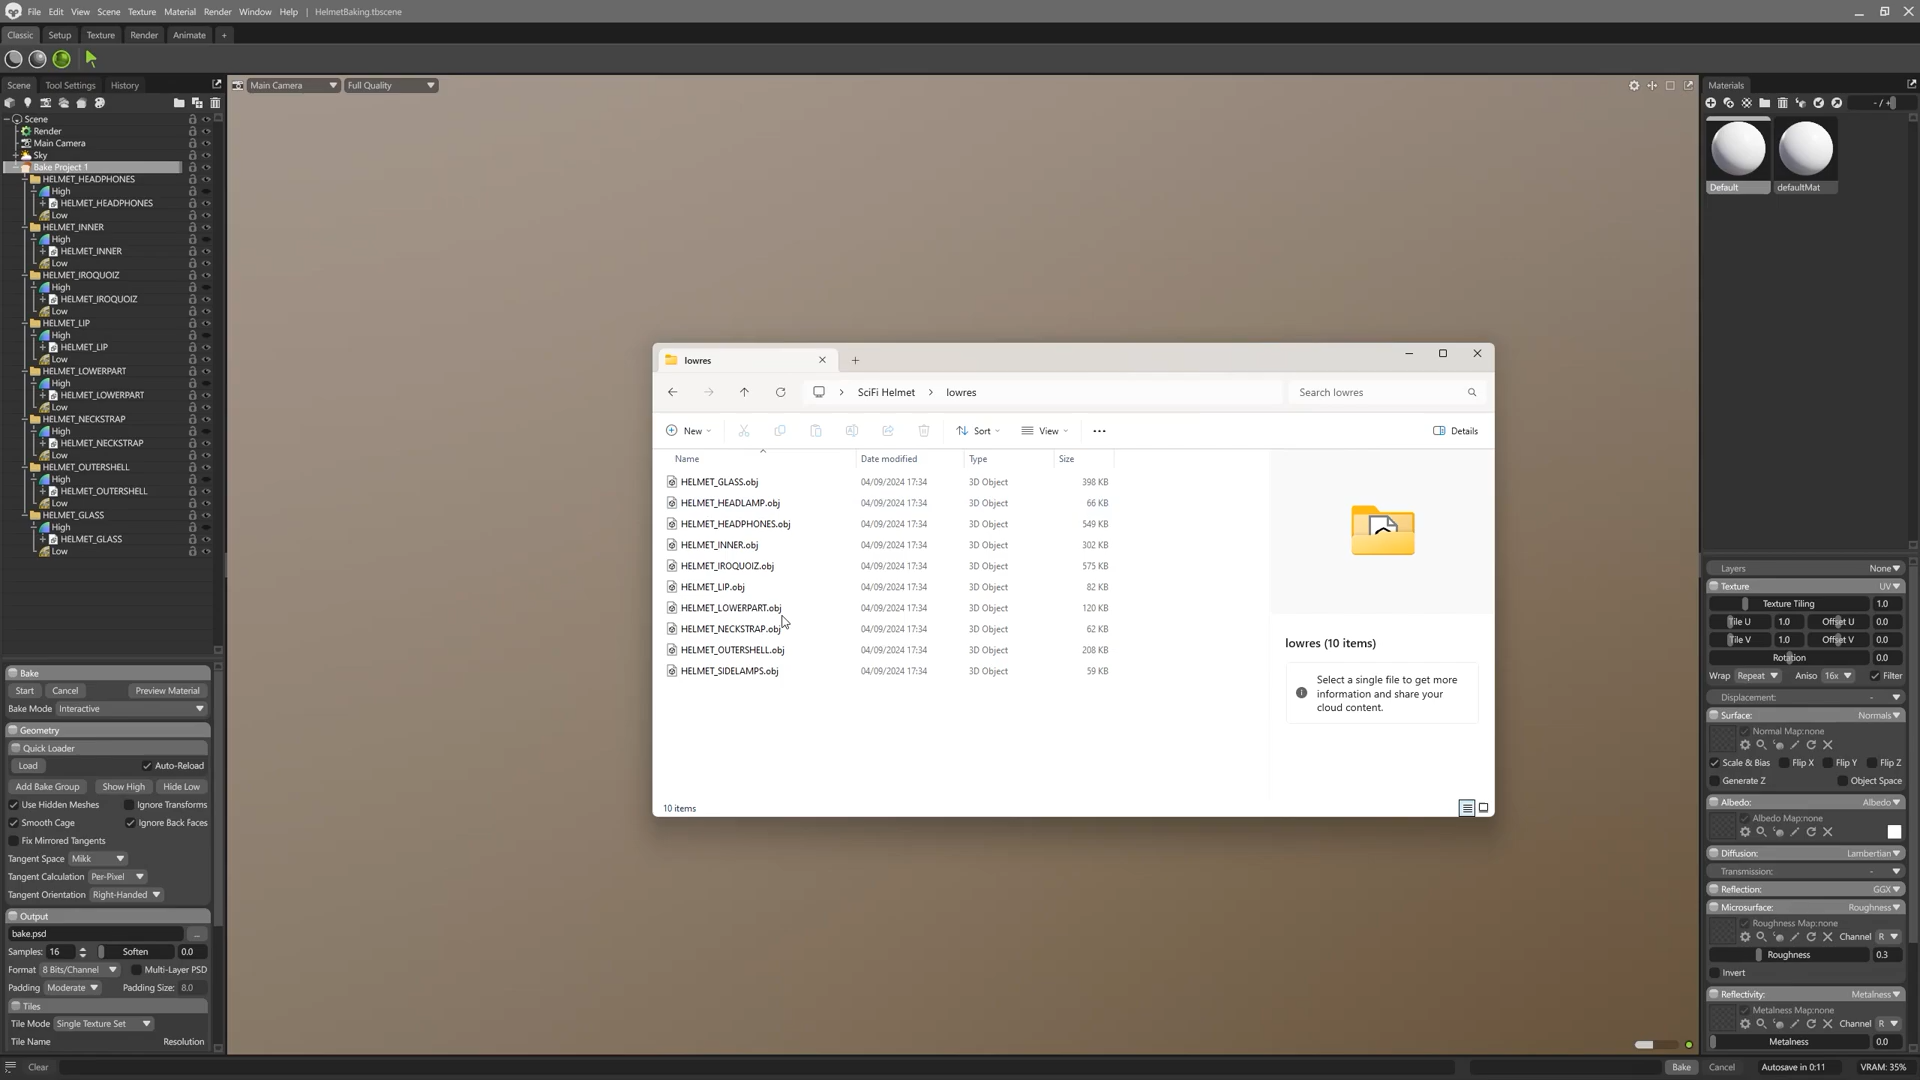 File Edit View Scene Texture Material Render Window Help HelmetBaking.tbscene
Classic Setup Texture Render Animate +
Scene Tool Settings History
Main Camera Full Quality
Materials
- / +
Scene
Render
Main Camera
Sky
Bake Project 1
HELMET_HEADPHONES
High
HELMET_HEADPHONES
Low
HELMET_INNER
High
HELMET_INNER
Low
HELMET_IROQUOIZ
High
HELMET_IROQUOIZ
Low
HELMET_LIP
High
HELMET_LIP
Low
HELMET_LOWERPART
High
HELMET_LOWERPART
Low
HELMET_NECKSTRAP
High
HELMET_NECKSTRAP
Low
HELMET_OUTERSHELL
High
HELMET_OUTERSHELL
Low
HELMET_GLASS
High
HELMET_GLASS
Low
Bake
Start Cancel Preview Material
Bake Mode Interactive
Geometry
Quick Loader
Load Auto-Reload
Add Bake Group Show High Hide Low
Use Hidden Meshes Ignore Transforms
Smooth Cage Ignore Back Faces
Fix Mirrored Tangents
Tangent Space Mikk
Tangent Calculation Per-Pixel
Tangent Orientation Right-Handed
Output
bake.psd ...
Samples: 16 Soften 0.0
Format 8 Bits/Channel Multi-Layer PSD
Padding Moderate Padding Size: 8.0
Tiles
Tile Mode Single Texture Set
Tile Name Resolution
lowres
SciFi Helmet > lowres Search lowres
New Sort View Details
Name Date modified Type Size
HELMET_GLASS.obj 04/09/2024 17:34 3D Object 398 KB
HELMET_HEADLAMP.obj 04/09/2024 17:34 3D Object 66 KB
HELMET_HEADPHONES.obj 04/09/2024 17:34 3D Object 549 KB
HELMET_INNER.obj 04/09/2024 17:34 3D Object 302 KB
HELMET_IROQUOIZ.obj 04/09/2024 17:34 3D Object 575 KB
HELMET_LIP.obj 04/09/2024 17:34 3D Object 82 KB
HELMET_LOWERPART.obj 04/09/2024 17:34 3D Object 120 KB
HELMET_NECKSTRAP.obj 04/09/2024 17:34 3D Object 62 KB
HELMET_OUTERSHELL.obj 04/09/2024 17:34 3D Object 208 KB
HELMET_SIDELAMPS.obj 04/09/2024 17:34 3D Object 59 KB
lowres (10 items)
Select a single file to get more
information and share your
cloud content.
10 items
Default defaultMat
Layers None
Texture UV
Texture Tiling 1.0
Tile U 1.0 Offset U 0.0
Tile V 1.0 Offset V 0.0
Rotation 0.0
Wrap Repeat Aniso 16x Filter
Displacement: -
Surface: Normals
Normal Map:none
Scale & Bias Flip X Flip Y Flip Z
Generate Z Object Space
Albedo: Albedo
Albedo Map:none
Diffusion: Lambertian
Transmission: -
Reflection: GGX
Microsurface: Roughness
Roughness Map:none
Channel R
Roughness 0.3
Invert
Reflectivity: Metalness
Metalness Map:none
Channel R
Metalness 0.0
Clear Bake Cancel Autosave in 0:11 VRAM: 35%